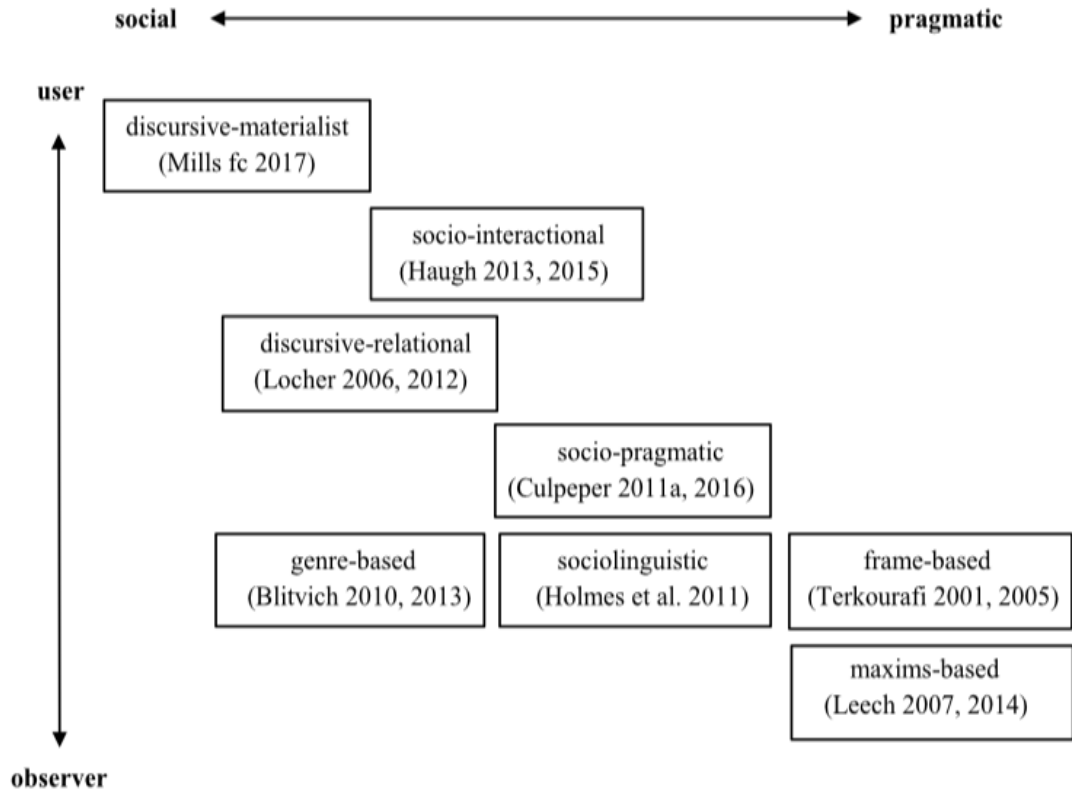 social
pragmatic
user
discursive-materialist
(Mills fc 2017)
socio-interactional
(Haugh 2013, 2015)
discursive-relational
(Locher 2006, 2012)
socio-pragmatic
(Culpeper 2011a, 2016)
genre-based
(Blitvich 2010, 2013)
sociolinguistic
(Holmes et al. 2011)
frame-based
(Terkourafi 2001, 2005)
maxims-based
(Leech 2007, 2014)
observer